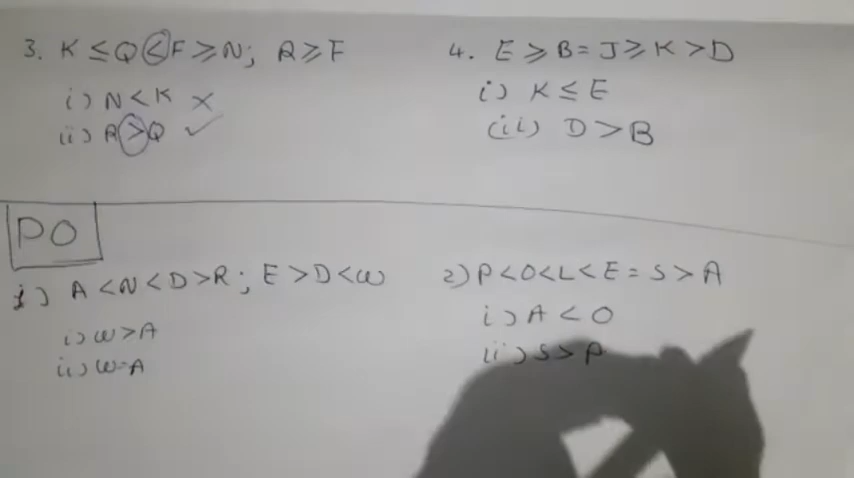 3. K ≤ Q < F ≥ N; R ≥ F
i) N < K ×
ii) R > Q ✓
4. E ≥ B = J ≥ K > D
i) K ≤ E
(ii) D > B
PO
1) A < N < D > R; E > D < W
i) W > A
ii) W = A
2) P < O < L < E = S > A
i) A < O
ii) S > P